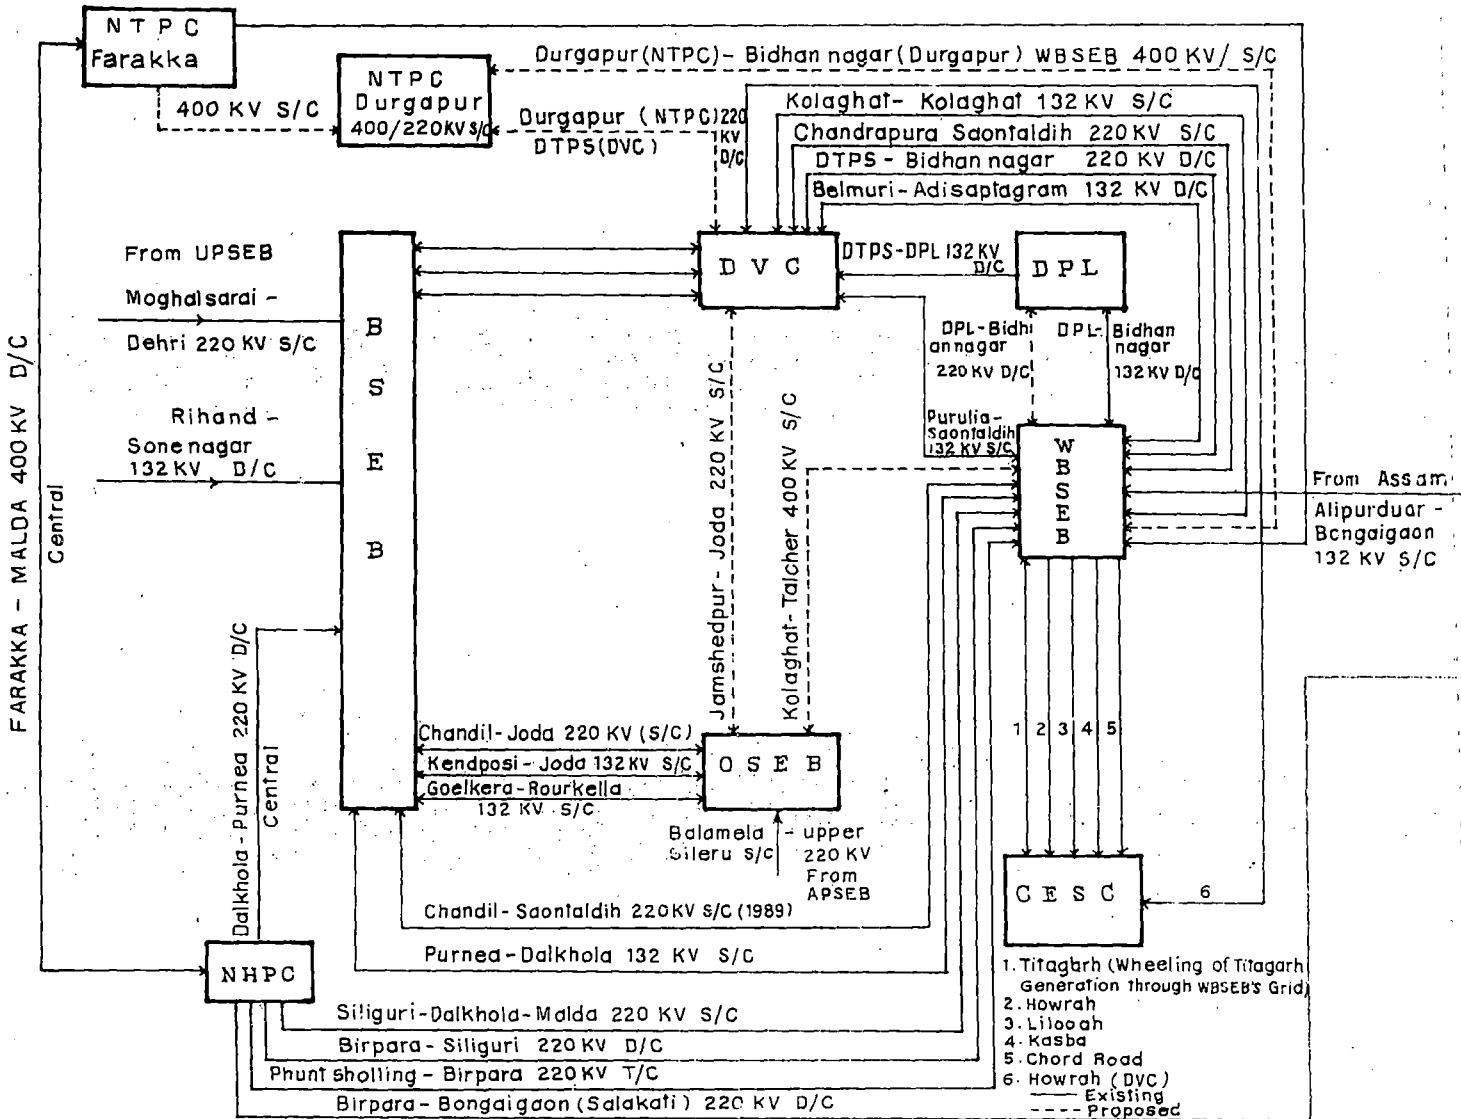 N T P C
Farakka
400 KV S/C
N T P C
Durgapur
400/220KV S/C
Durgapur(NTPC)- Bidhan nagar(Durgapur) WBSEB 400 KV/ S/C
Durgapur (NTPC)
220
KV
D/C
DTPS(DVC)
Kolaghat- Kolaghat 132 KV S/C
Chandrapura Saontaldih 220 KV S/C
DTPS - Bidhan nagar 220 KV D/C
Belmuri-Adisaptagram 132 KV D/C
From UPSEB
Moghalsarai -
Dehri 220 KV S/C
Rihand -
Sonenagar
132 KV D/C
FARAKKA - MALDA 400 KV D/C
Central
B
S
E
B
D V C
DTPS-DPL 132 KV
D/C
D P L
DPL-Bidh
annagar
220 KV D/C
DPL- Bidhan
nagar
132 KV D/C
Purulia-
Saontaldih
132 KV S/C
W
B
S
E
B
From Assam
Alipurduar -
Bongaigaon
132 KV S/C
Jamshedpur- Joda 220 KV S/C
Kolaghat- Talcher 400 KV S/C
Dalkhola - Purnea 220 KV D/C
Central
Chandil-Joda 220 KV (S/C)
Kendposi-Joda 132 KV S/C
Goelkera-Rourkella
132 KV S/C
O S E B
Balamela - upper
Sileru S/C
220 KV
From
APSEB
1
2
3
4
5
6
C E S C
Chandil-Saontaldih 220KV S/C (1989)
Purnea-Dalkhola 132 KV S/C
NHPC
Siliguri-Dalkhola-Malda 220 KV S/C
Birpara - Siliguri 220 KV D/C
Phuntsholling - Birpara 220 KV T/C
Birpara - Bongaigaon (Salakati) 220 KV D/C
1. Titagarh (Wheeling of Titagarh
Generation through WBSEB'S Grid)
2. Howrah
3. Lilooah
4. Kasba
5. Chord Road
6. Howrah (DVC)
Existing
Proposed